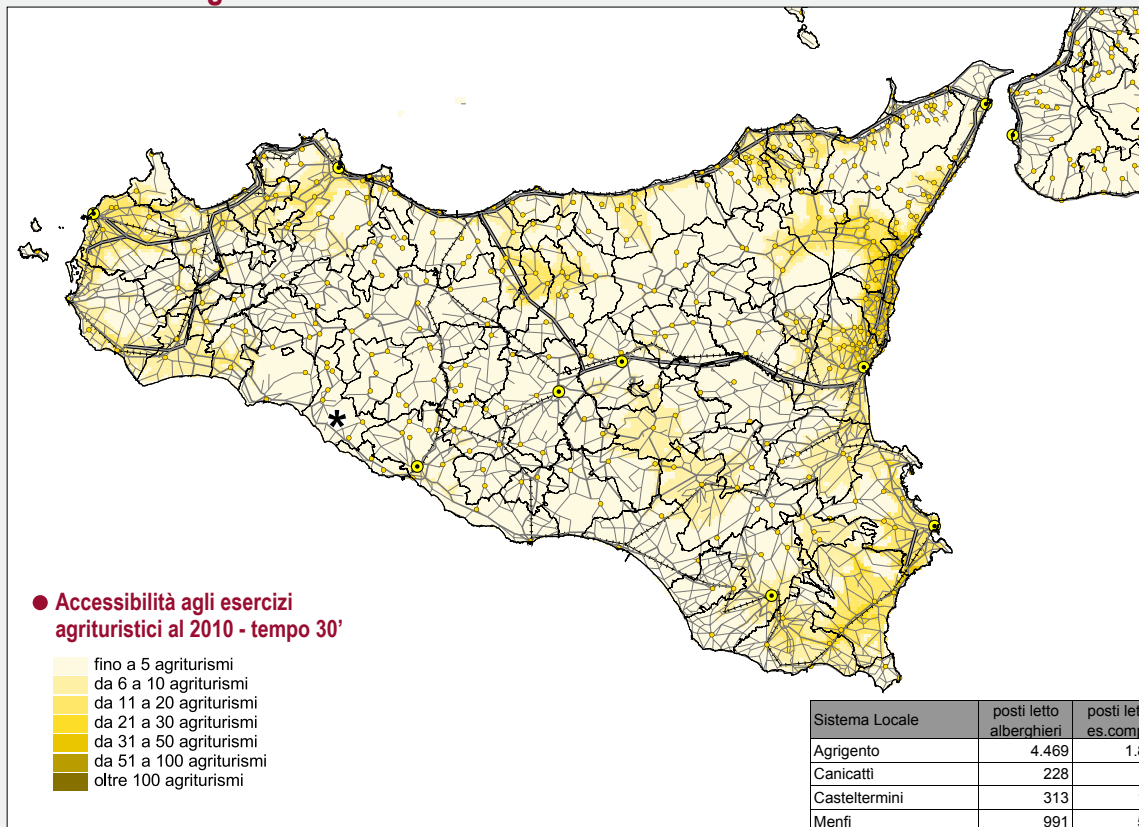 *
Accessibilità agli esercizi
agrituristici al 2010 - tempo 30'
fino a 5 agriturismi
da 6 a 10 agriturismi
da 11 a 20 agriturismi
da 21 a 30 agriturismi
da 31 a 50 agriturismi
da 51 a 100 agriturismi
oltre 100 agriturismi
Sistema Locale posti letto alberghieri posti es.
Agrigento 4.469
Canicattì 228
Casteltermini 313
Menfi 991